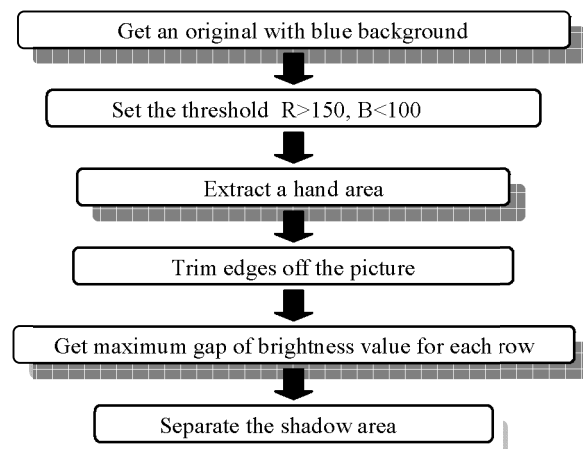 Get an original with blue background
Set the threshold R>150, B<100
Extract a hand area
Trim edges off the picture
Get maximum gap of brightness value for each row
Separate the shadow area